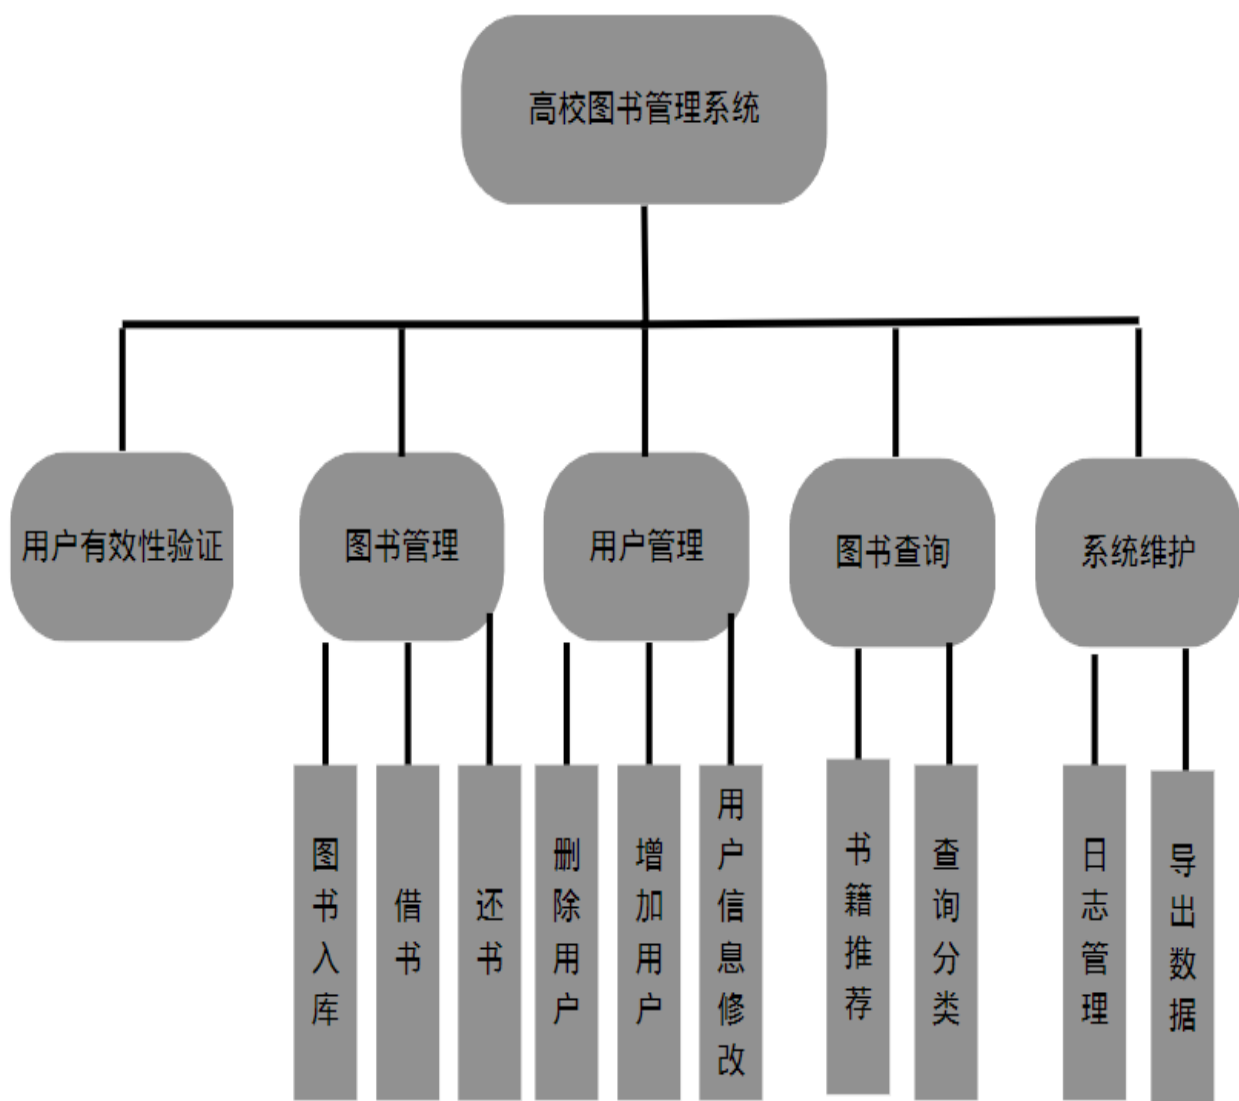 高校图书管理系统
用户有效性验证
图书管理
用户管理
图书查询
系统维护
图书入库
借书
还书
删除用户
增加用户
用户信息修改
书籍推荐
查询分类
日志管理
导出数据